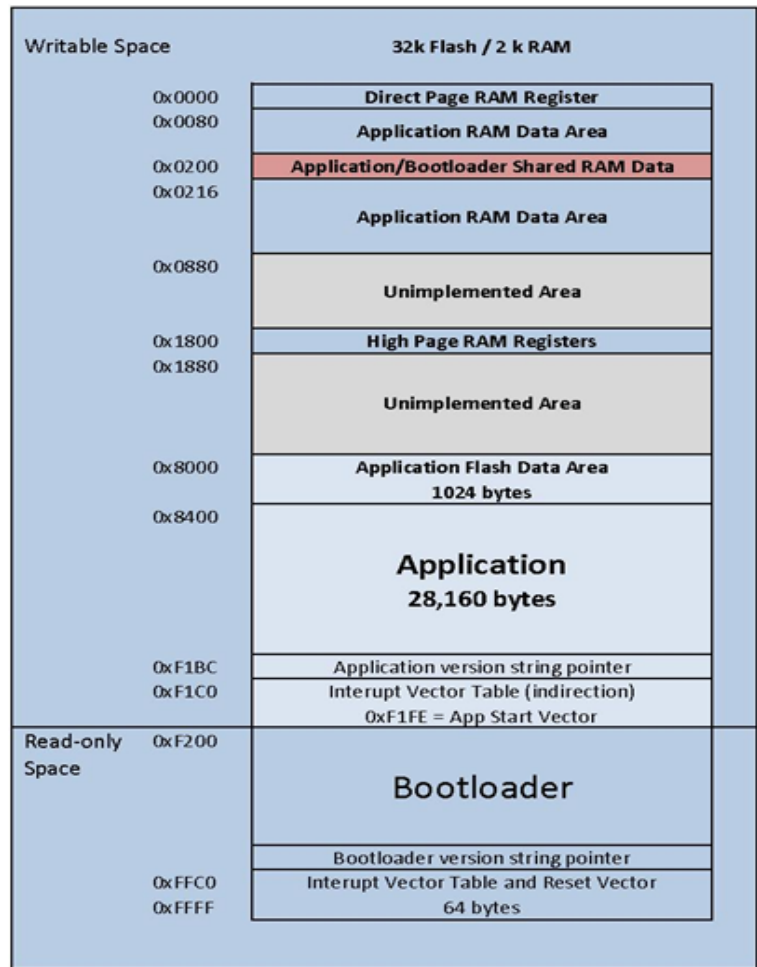 Writable Space 32k Flash / 2 k RAM
0x0000 Direct Page RAM Register
0x0080
Application RAM Data Area
0x0200 Application/Bootloader Shared RAM Data
0x0216
Application RAM Data Area
0x0880
Unimplemented Area
0x1800 High Page RAM Registers
0x1880
Unimplemented Area
0x8000 Application Flash Data Area
1024 bytes
0x8400
Application
28,160 bytes
0xF1BC Application version string pointer
0xF1C0 Interupt Vector Table (indirection)
0xF1FE = App Start Vector
Read-only 0xF200
Space
Bootloader
Bootloader version string pointer
0xFFC0 Interupt Vector Table and Reset Vector
0xFFFF 64 bytes